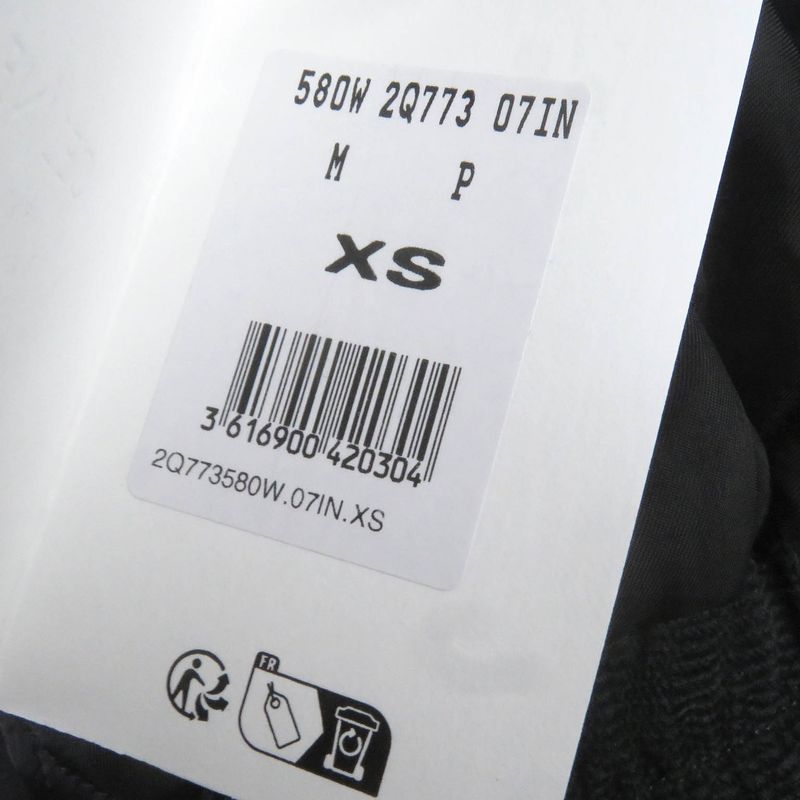 580W 2Q773 07IN
M P
XS
3 616900 420304
2Q773580W.07IN.XS
FR